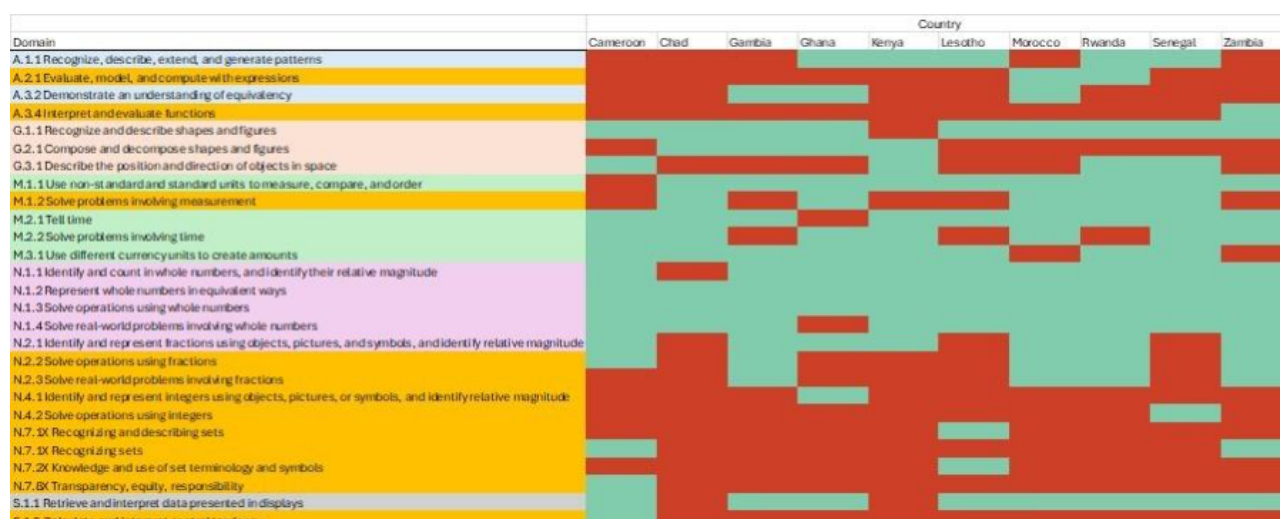 Country
Domain Cameroon Chad Gambia Ghana Kenya Lesotho Morocco Rwanda Senegal Zambia
A.1.1 Recognize, describe, extend, and generate patterns
A.2.1 Evaluate, model, and compute with expressions
A.3.2 Demonstrate an understanding of equivalency
A.3.4 Interpret and evaluate functions
G.1.1 Recognize and describe shapes and figures
G.2.1 Compose and decompose shapes and figures
G.3.1 Describe the position and direction of objects in space
M.1.1 Use non-standard and standard units to measure, compare, and order
M.1.2 Solve problems involving measurement
M.2.1 Tell time
M.2.2 Solve problems involving time
M.3.1 Use different currency units to create amounts
N.1.1 Identify and count in whole numbers, and identify their relative magnitude
N.1.2 Represent whole numbers in equivalent ways
N.1.3 Solve operations using whole numbers
N.1.4 Solve real-world problems involving whole numbers
N.2.1 Identify and represent fractions using objects, pictures, and symbols, and identify relative magnitude
N.2.2 Solve operations using fractions
N.2.3 Solve real-world problems involving fractions
N.4.1 Identify and represent integers using objects, pictures, or symbols, and identify relative magnitude
N.4.2 Solve operations using integers
N.7.1X Recognizing and describing sets
N.7.1X Recognizing sets
N.7.2X Knowledge and use of set terminology and symbols
N.7.8X Transparency, equity, responsibility
S.1.1 Retrieve and interpret data presented in displays